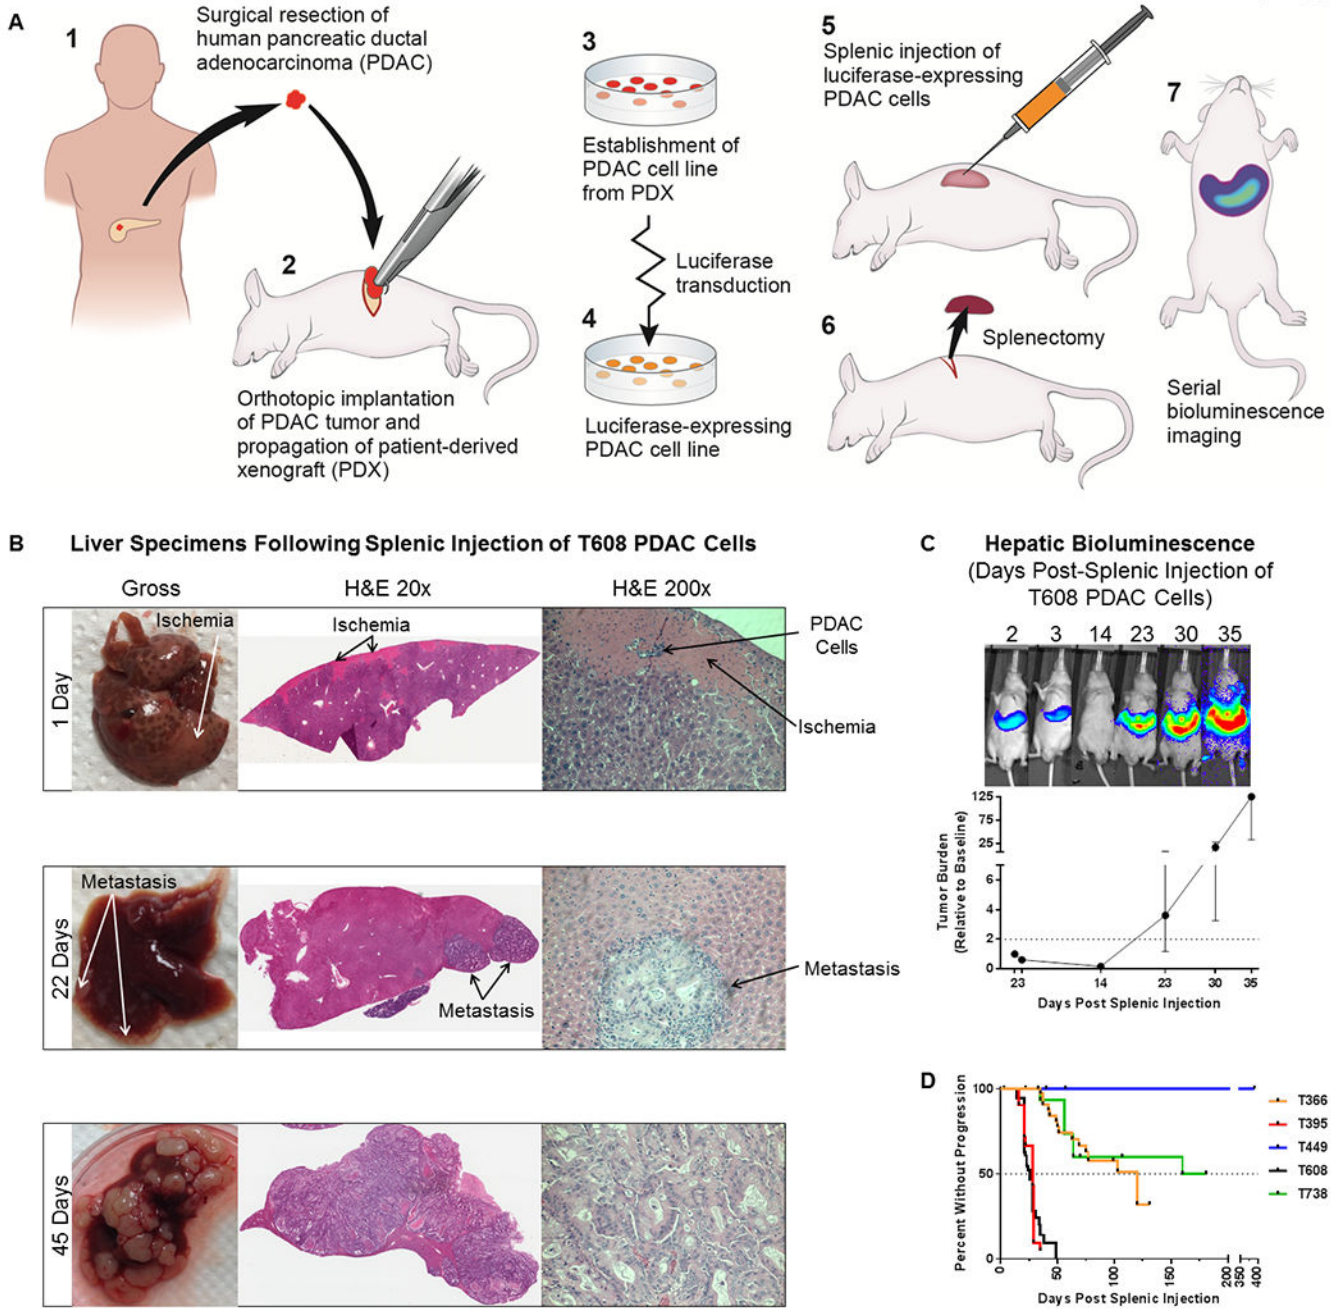 A
1
Surgical resection of
human pancreatic ductal
adenocarcinoma (PDAC)
2
Orthotopic implantation
of PDAC tumor and
propagation of patient-derived
xenograft (PDX)
3
Establishment of
PDAC cell line
from PDX
Luciferase
transduction
4
Luciferase-expressing
PDAC cell line
5
Splenic injection of
luciferase-expressing
PDAC cells
6
Splenectomy
7
Serial
bioluminescence
imaging
B
Liver Specimens Following Splenic Injection of T608 PDAC Cells
Gross
H&E 20x
H&E 200x
1 Day
Ischemia
Ischemia
PDAC
Cells
Ischemia
22 Days
Metastasis
Metastasis
Metastasis
45 Days
C
Hepatic Bioluminescence
(Days Post-Splenic Injection of
T608 PDAC Cells)
2 3 14 23 30 35
Tumor Burden
(Relative to Baseline)
125
75
25
6
4
2
0
2 3 14 23 30 35
Days Post Splenic Injection
D
Percent Without Progression
100
50
0
0 50 100 150 200 350 400
Days Post Splenic Injection
T366
T395
T449
T608
T738